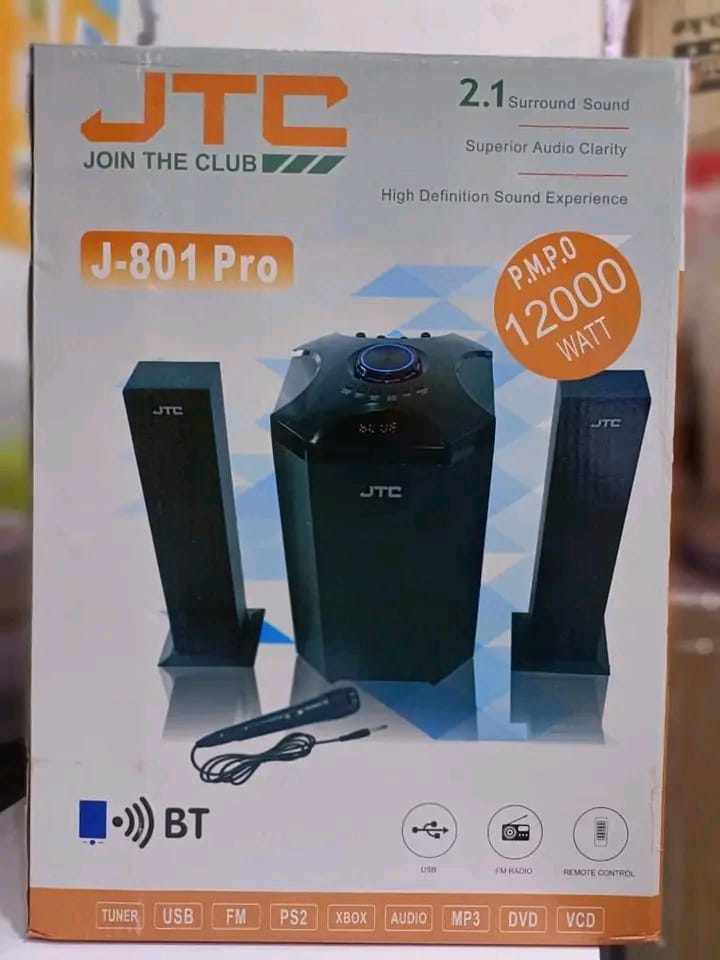 JTC
JOIN THE CLUB
2.1 Surround Sound
Superior Audio Clarity
High Definition Sound Experience
J-801 Pro
P.M.P.O
12000
WATT
JTC
JTC
BLUE
JTC
BT
USB
FM RADIO
REMOTE CONTROL
TUNER USB FM PS2 XBOX AUDIO MP3 DVD VCD